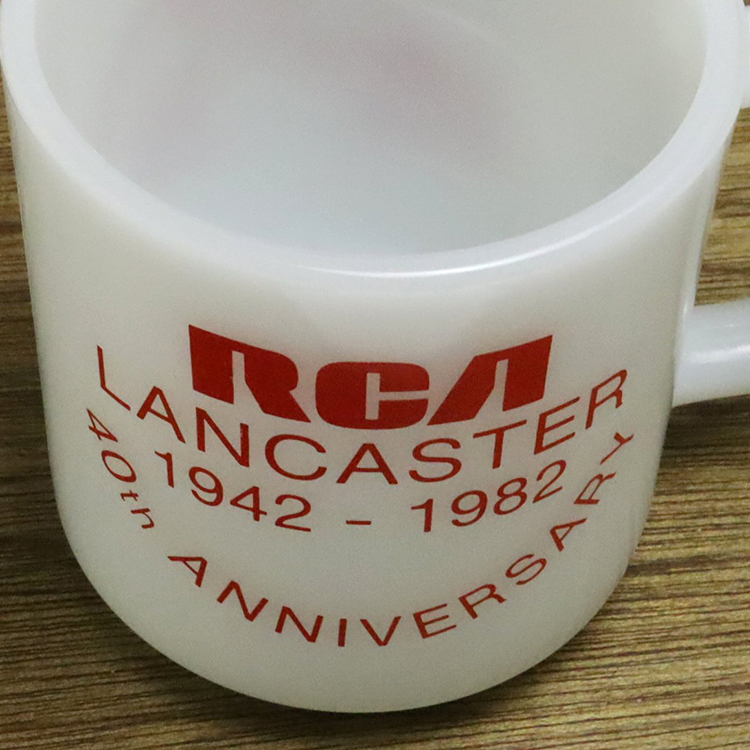 RCA
LANCASTER
1942 - 1982
40th ANNIVERSARY